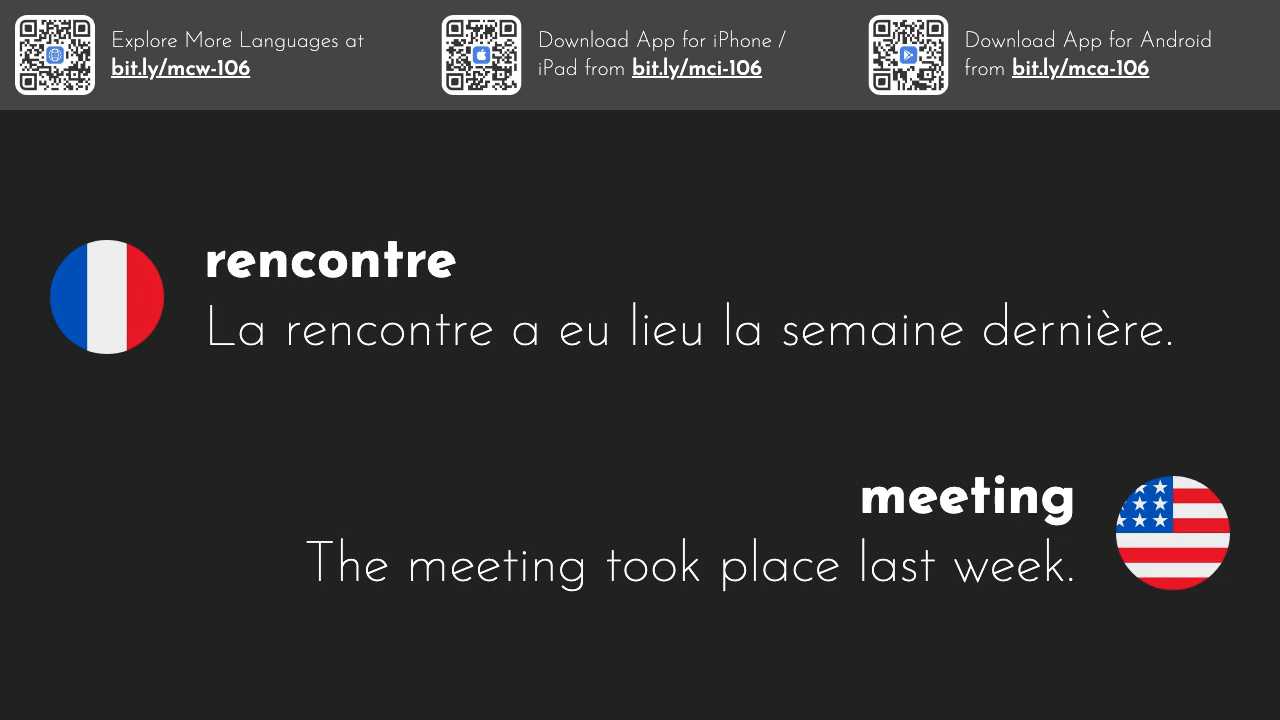 Explore More Languages at
bit.ly/mcw-106
Download App for iPhone /
iPad from bit.ly/mci-106
Download App for Android
from bit.ly/mca-106
rencontre
La rencontre a eu lieu la semaine dernière.
meeting
The meeting took place last week.